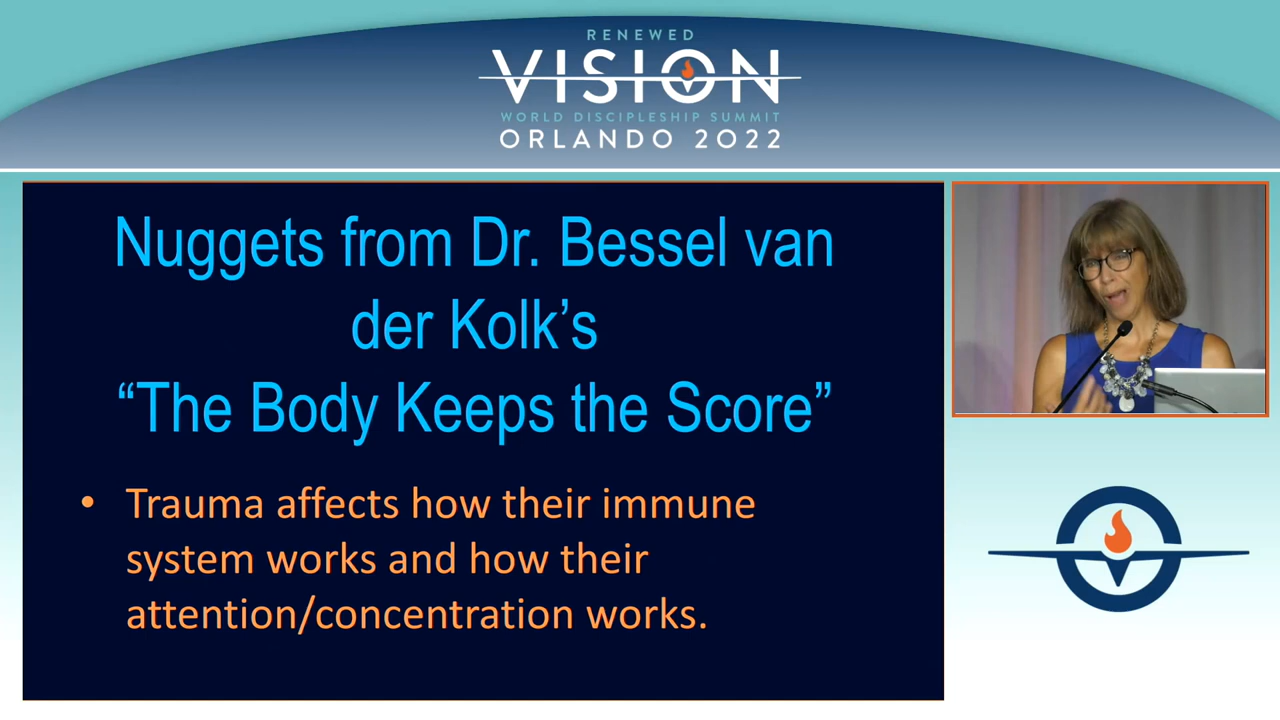 RENEWED
VISION
WORLD DISCIPLESHIP SUMMIT
ORLANDO 2022
Nuggets from Dr. Bessel van
der Kolk’s
“The Body Keeps the Score”
• Trauma affects how their immune
system works and how their
attention/concentration works.